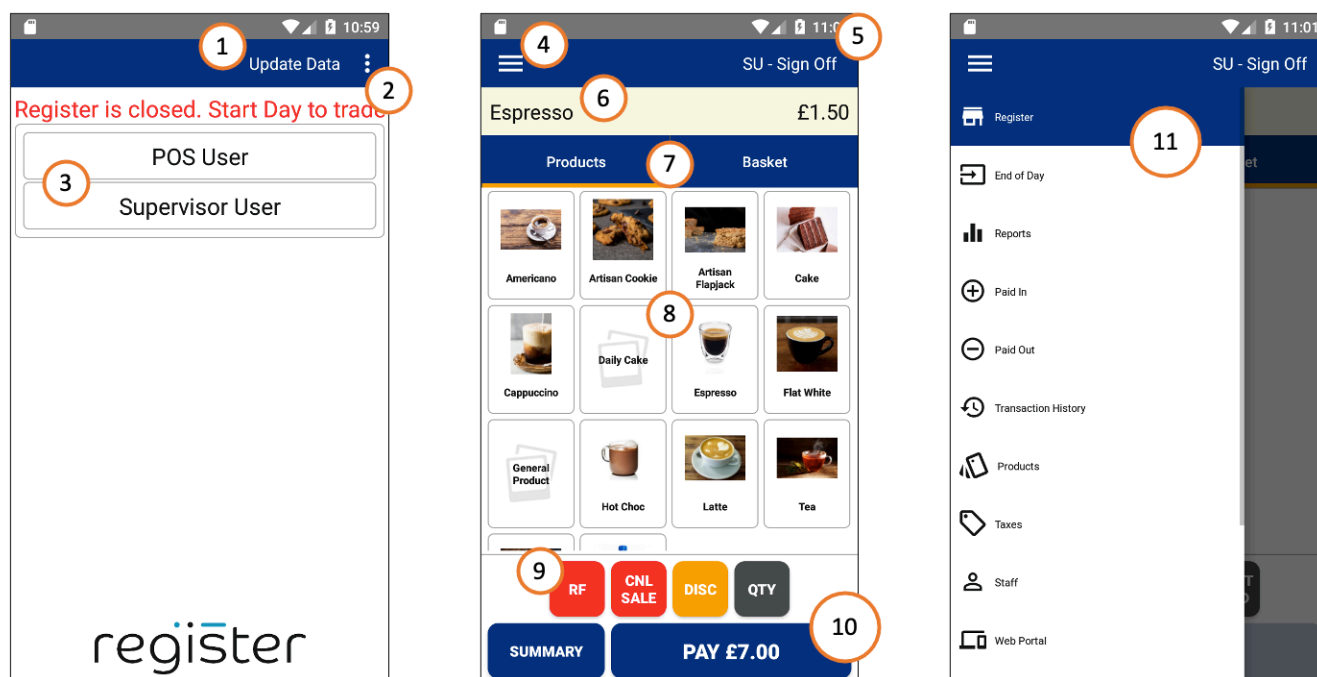 10:59
1
Update Data
2
Register is closed. Start Day to trade
POS User
3
Supervisor User
register
11:0
5
4
SU - Sign Off
6
Espresso £1.50
Products 7 Basket
Americano
Artisan Cookie
Artisan
Flapjack
Cake
8
Cappuccino
Daily Cake
Espresso
Flat White
General
Product
Hot Choc
Latte
Tea
9
RF
CNL
SALE
DISC
QTY
10
SUMMARY
PAY £7.00
11:01
SU - Sign Off
Register
11
et
End of Day
Reports
Paid In
Paid Out
Transaction History
Products
Taxes
Staff
Web Portal